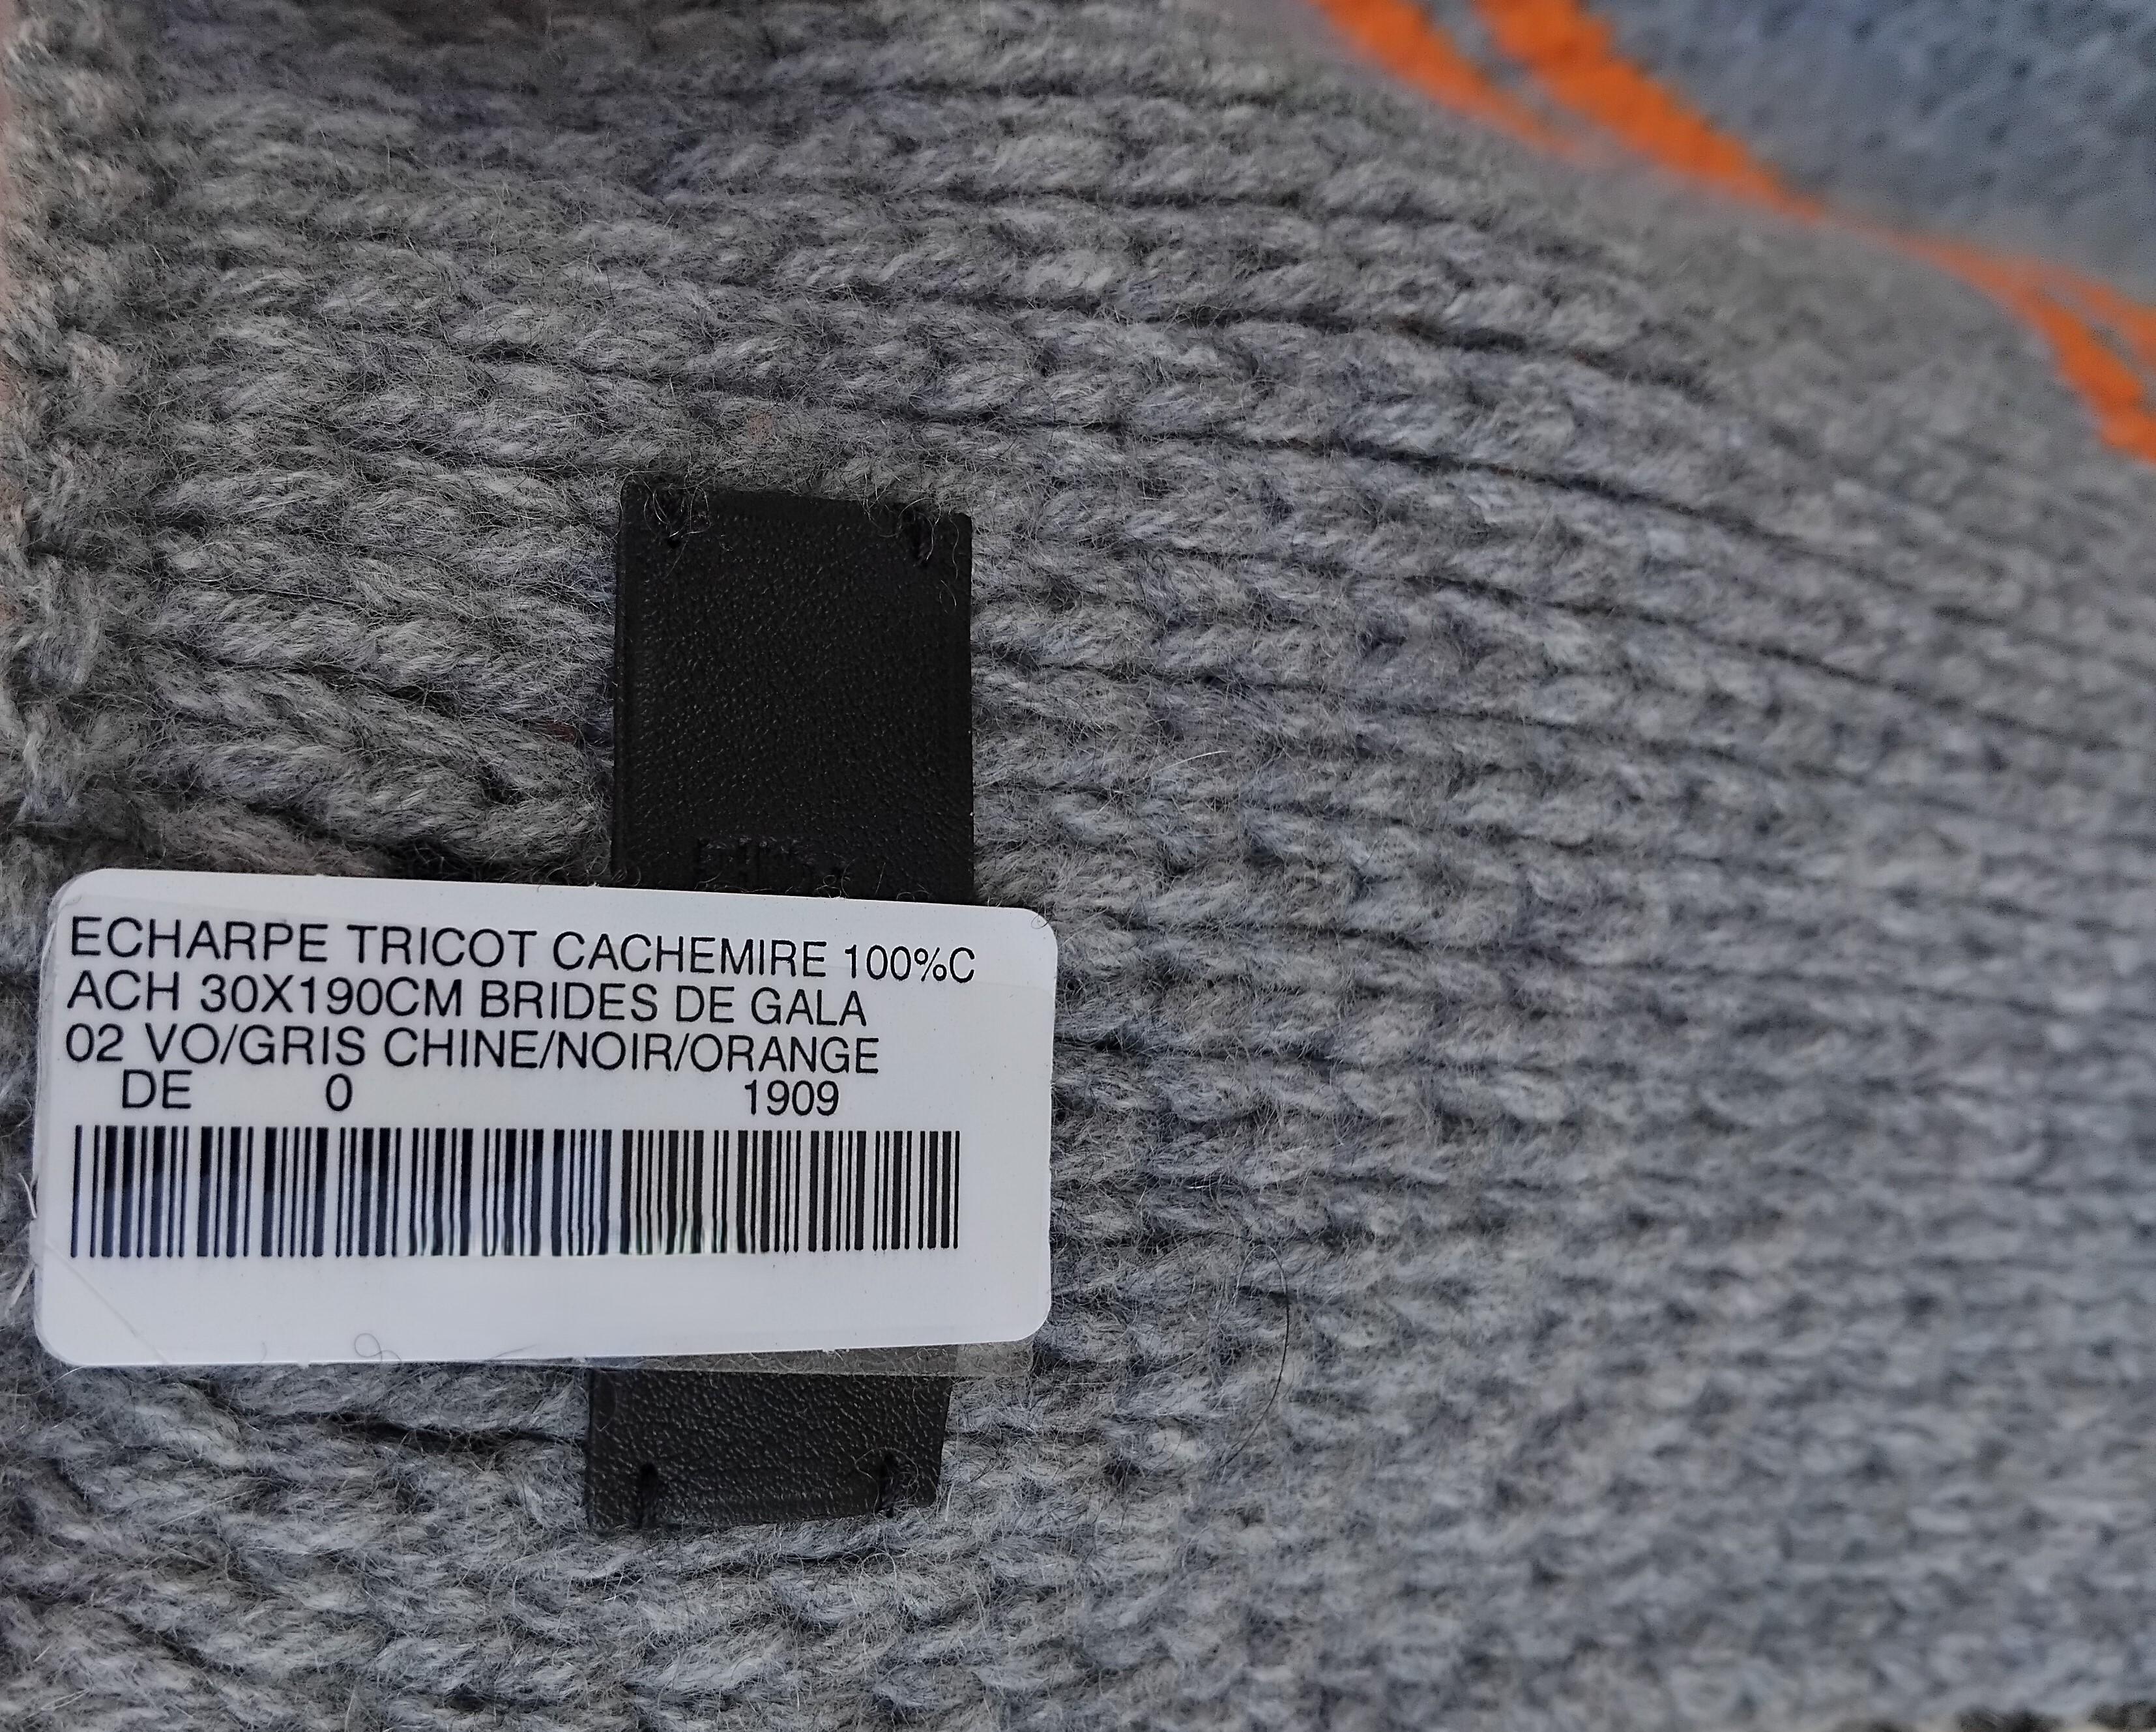 ECHARPE TRICOT CACHEMIRE 100%C
ACH 30X190CM BRIDES DE GALA
02 VO/GRIS CHINE/NOIR/ORANGE
DE 0 1909